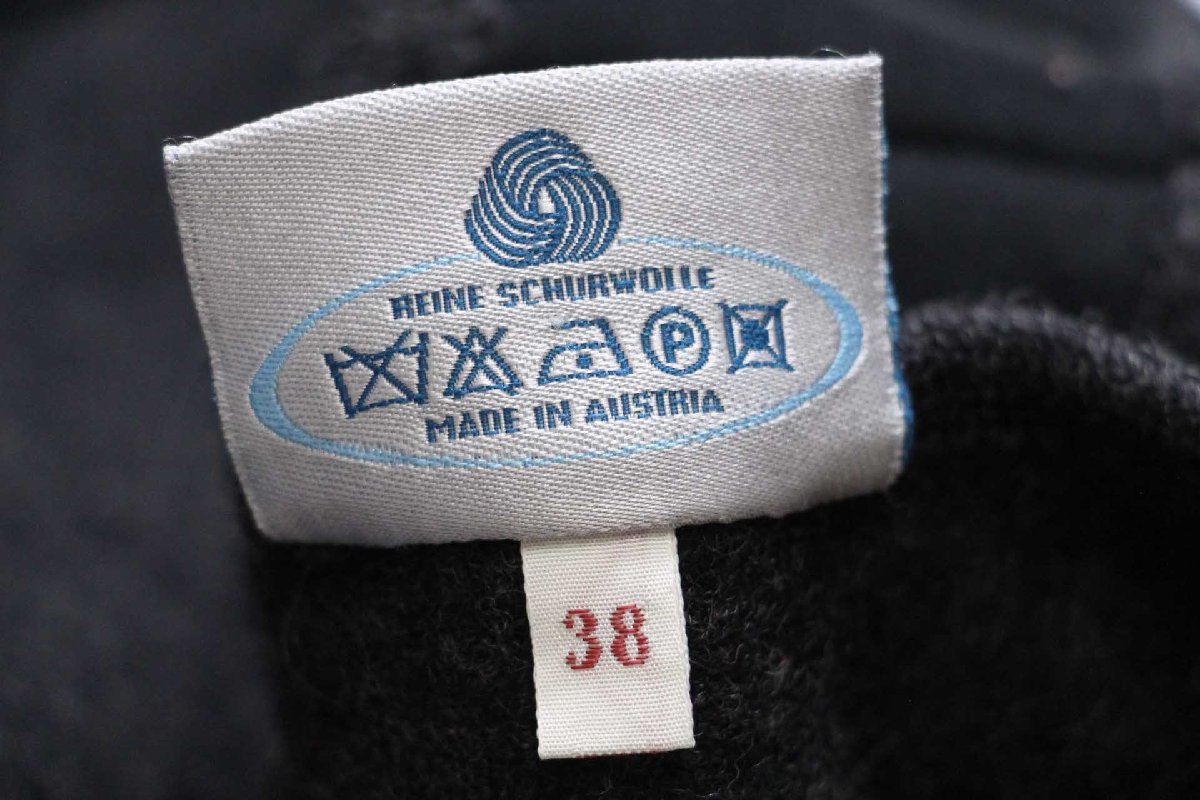 REINE SCHURWOLLE
P
MADE IN AUSTRIA
38